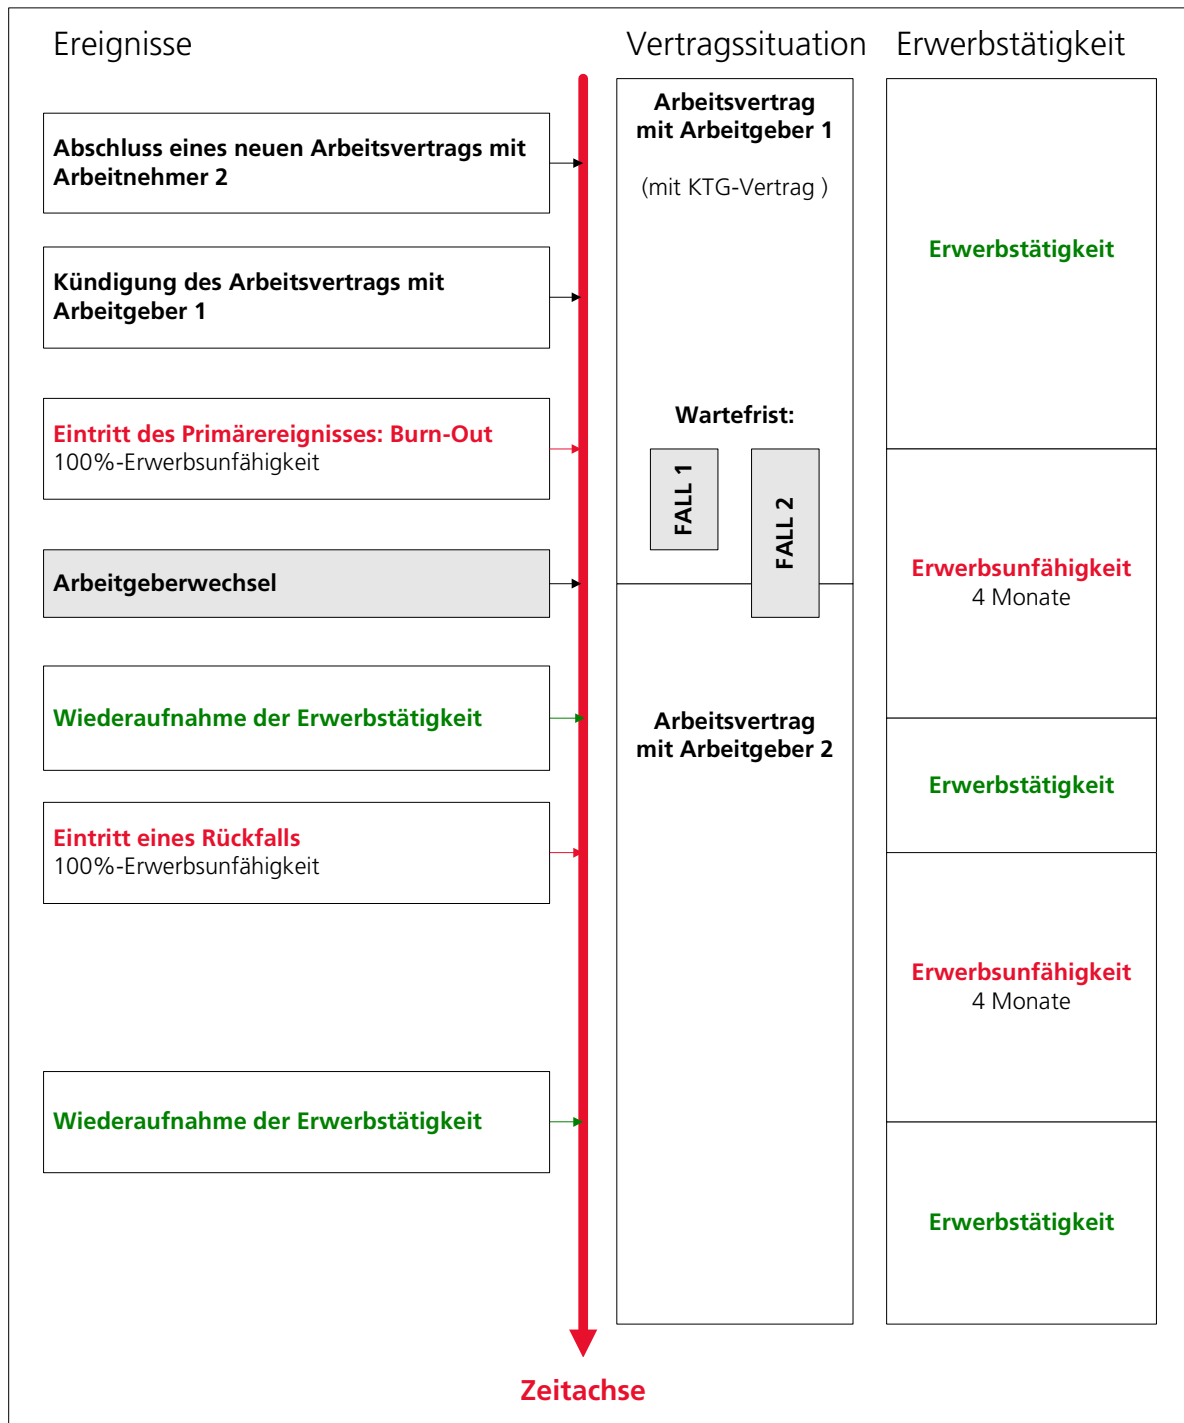 Ereignisse
Vertragssituation
Erwerbstätigkeit
Abschluss eines neuen Arbeitsvertrags mit
Arbeitnehmer 2
Kündigung des Arbeitsvertrags mit
Arbeitgeber 1
Eintritt des Primärereignisses: Burn-Out
100%-Erwerbsunfähigkeit
Arbeitgeberwechsel
Wiederaufnahme der Erwerbstätigkeit
Eintritt eines Rückfalls
100%-Erwerbsunfähigkeit
Wiederaufnahme der Erwerbstätigkeit
Zeitachse
Arbeitsvertrag
mit Arbeitgeber 1
(mit KTG-Vertrag )
Wartefrist:
FALL 1
FALL 2
Arbeitsvertrag
mit Arbeitgeber 2
Erwerbstätigkeit
Erwerbsunfähigkeit
4 Monate
Erwerbstätigkeit
Erwerbsunfähigkeit
4 Monate
Erwerbstätigkeit